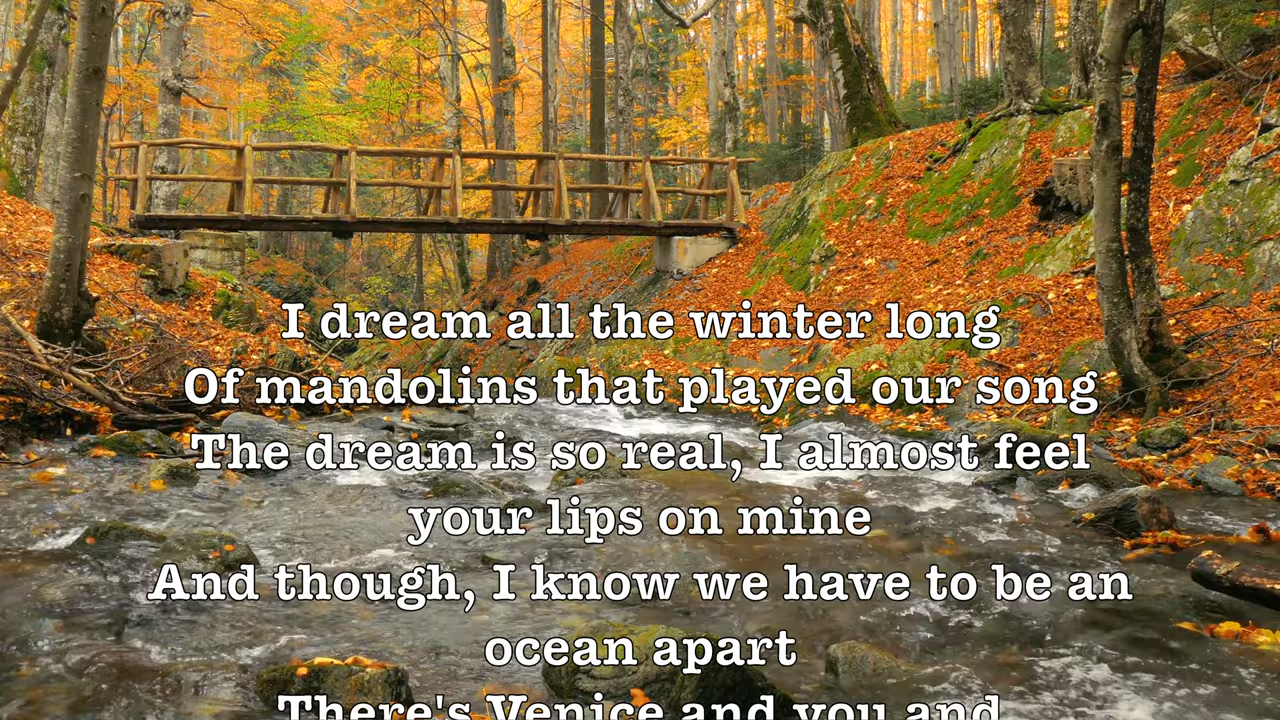 I dream all the winter long
Of mandolins that played our song
The dream is so real, I almost feel
your lips on mine
And though, I know we have to be an
ocean apart
There's Venice and you and